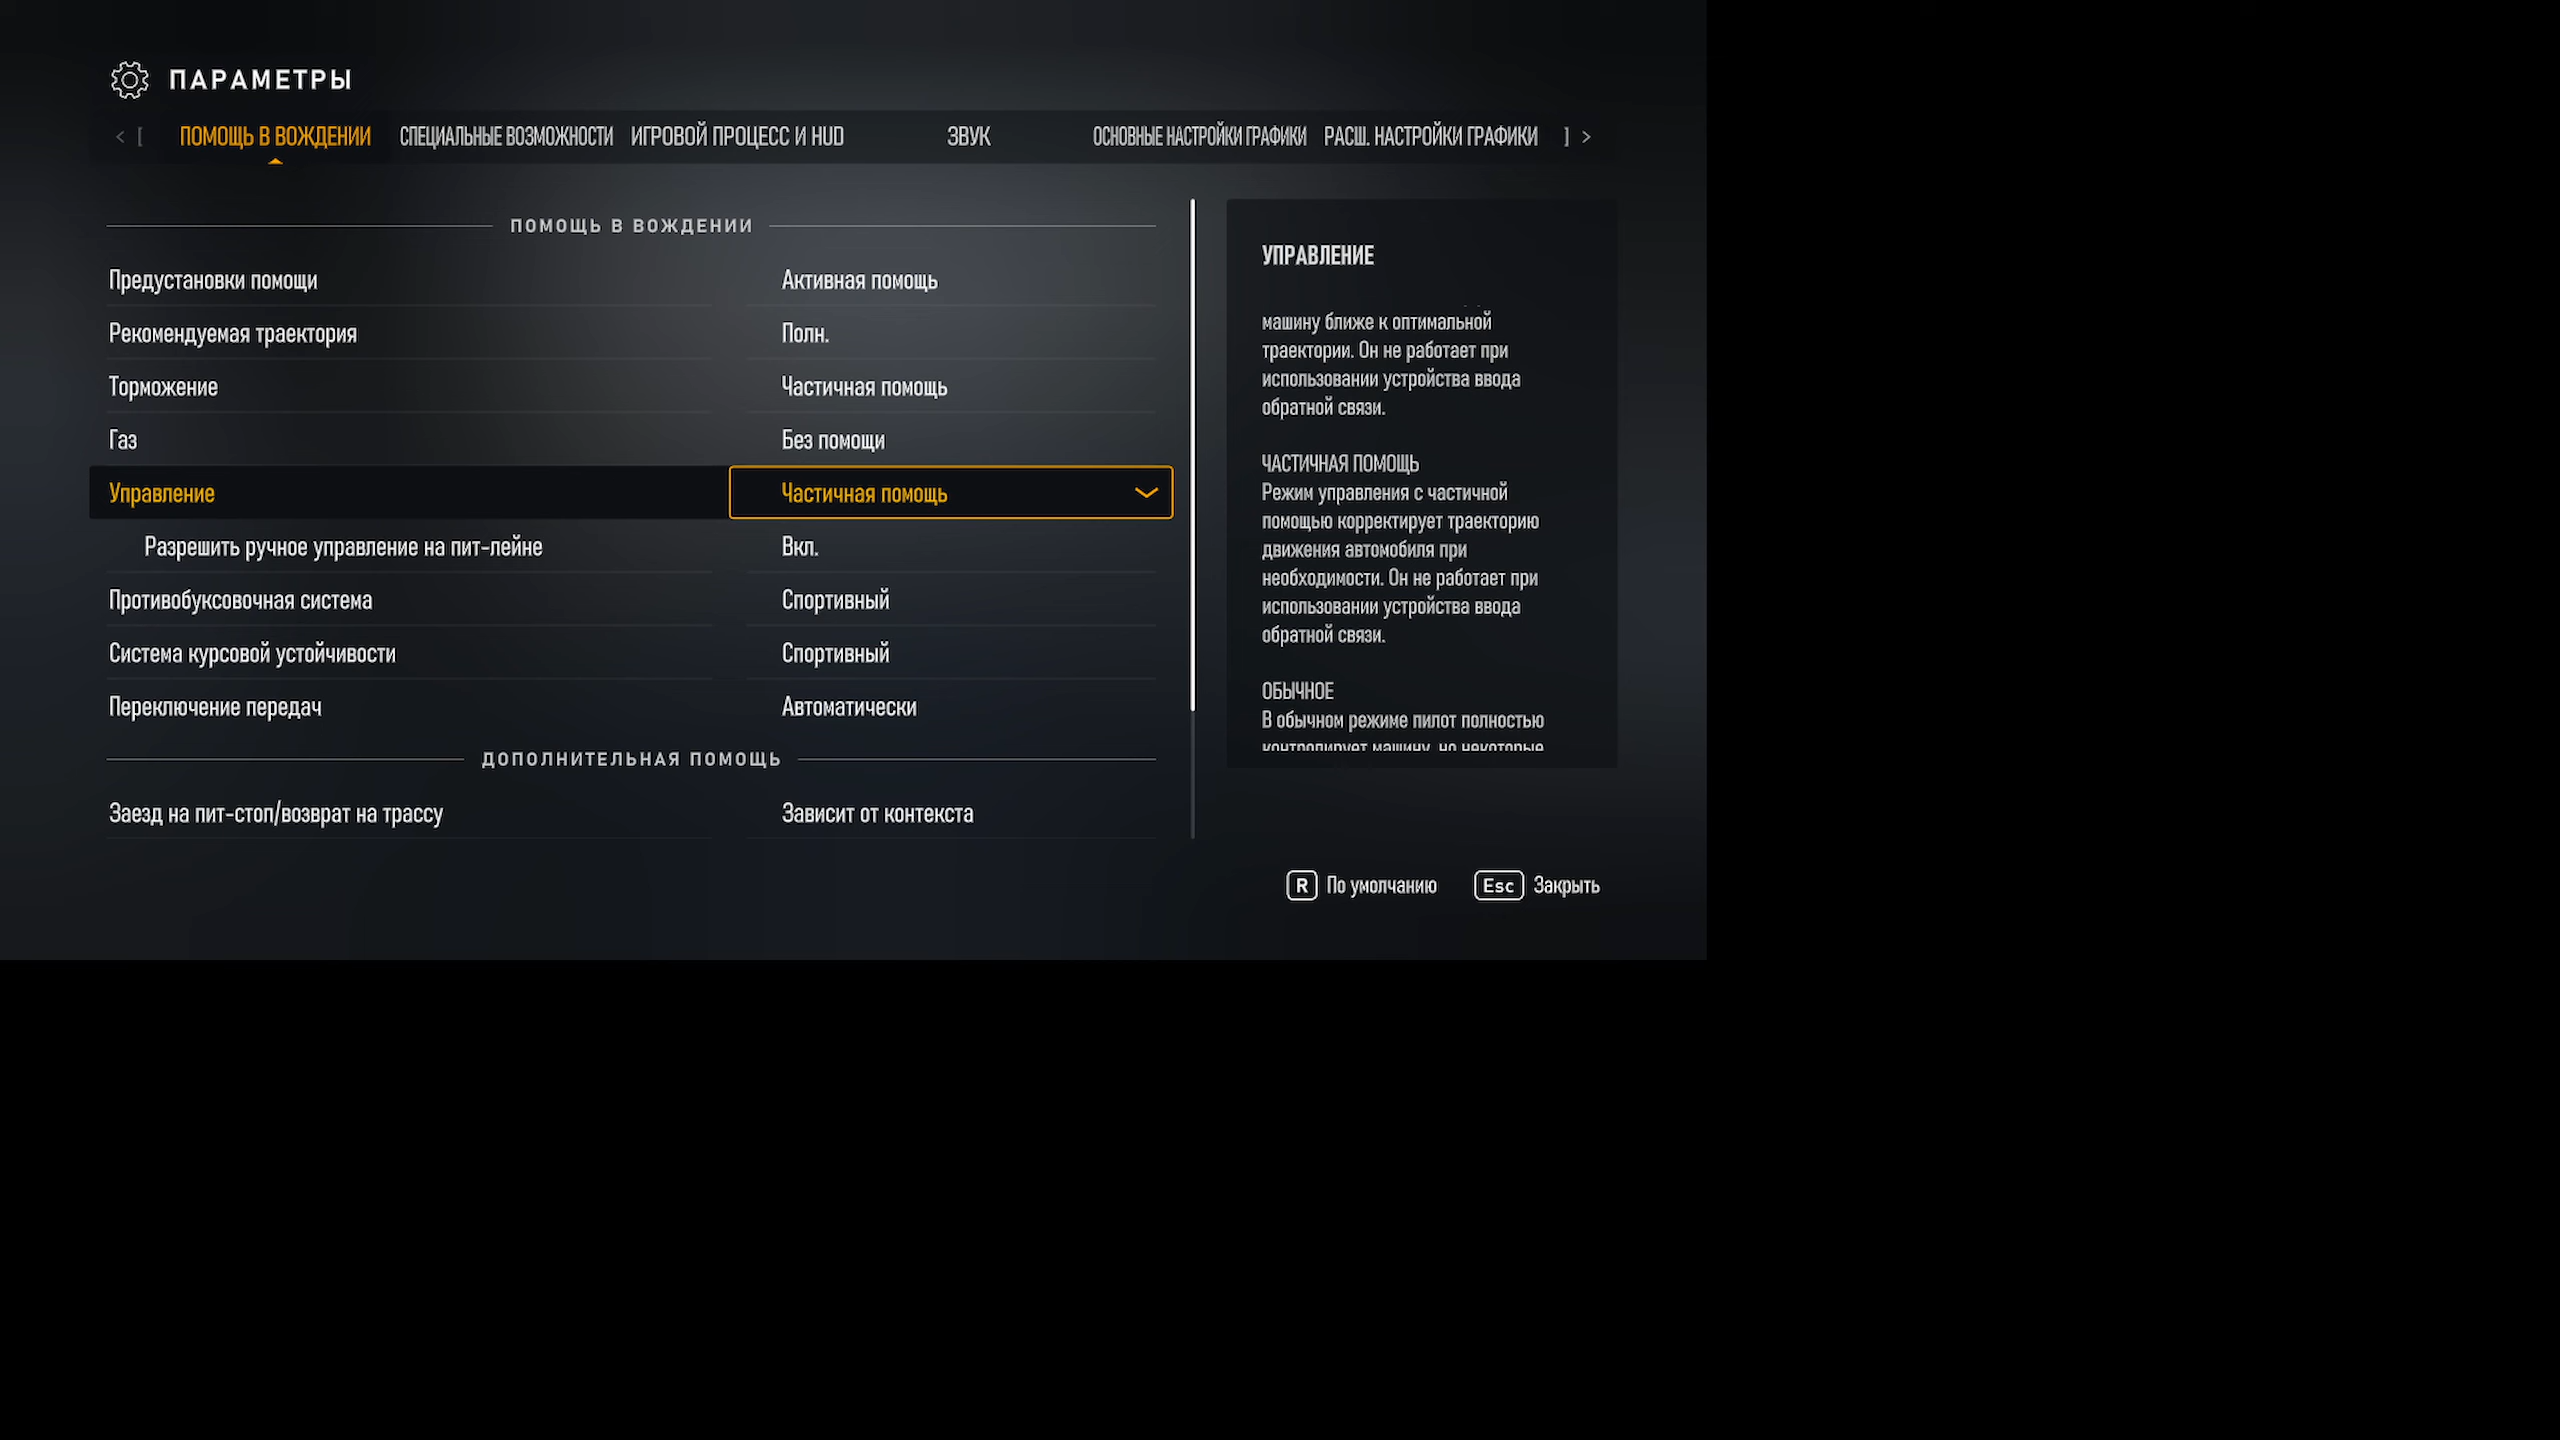 ПАРАМЕТРЫ
< [ ПОМОЩЬ В ВОЖДЕНИИ СПЕЦИАЛЬНЫЕ ВОЗМОЖНОСТИ ИГРОВОЙ ПРОЦЕСС И HUD ЗВУК ОСНОВНЫЕ НАСТРОЙКИ ГРАФИКИ РАСШ. НАСТРОЙКИ ГРАФИКИ ] >
ПОМОЩЬ В ВОЖДЕНИИ
Предустановки помощи Активная помощь
Рекомендуемая траектория Полн.
Торможение Частичная помощь
Газ Без помощи
Управление Частичная помощь
Разрешить ручное управление на пит-лейне Вкл.
Противобуксовочная система Спортивный
Система курсовой устойчивости Спортивный
Переключение передач Автоматически
ДОПОЛНИТЕЛЬНАЯ ПОМОЩЬ
Заезд на пит-стоп/возврат на трассу Зависит от контекста
УПРАВЛЕНИЕ
машину ближе к оптимальной
траектории. Он не работает при
использовании устройства ввода
обратной связи.
ЧАСТИЧНАЯ ПОМОЩЬ
Режим управления с частичной
помощью корректирует траекторию
движения автомобиля при
необходимости. Он не работает при
использовании устройства ввода
обратной связи.
ОБЫЧНОЕ
В обычном режиме пилот полностью
контролирует машину, но некоторые
R По умолчанию Esc Закрыть